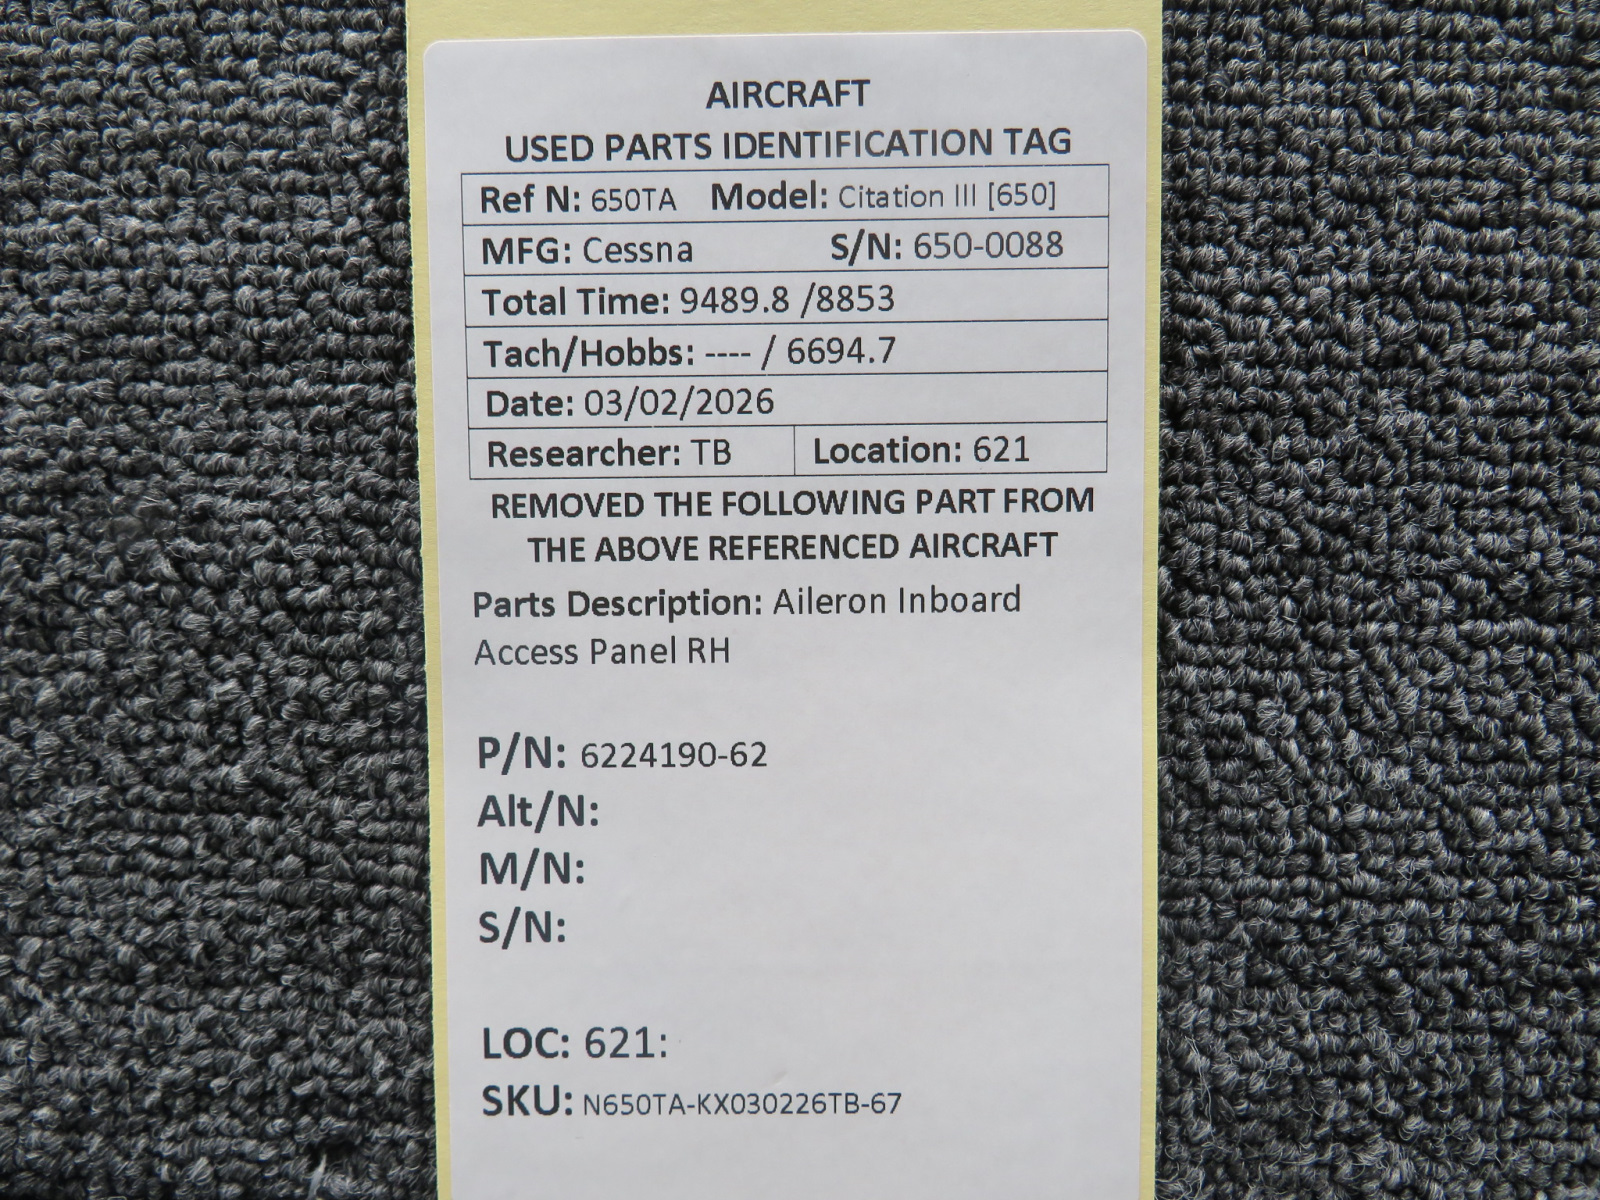 AIRCRAFT
USED PARTS IDENTIFICATION TAG
Ref N: 650TA Model: Citation III [650]
MFG: Cessna S/N: 650-0088
Total Time: 9489.8 /8853
Tach/Hobbs: ---- / 6694.7
Date: 03/02/2026
Researcher: TB Location: 621
REMOVED THE FOLLOWING PART FROM
THE ABOVE REFERENCED AIRCRAFT
Parts Description: Aileron Inboard
Access Panel RH
P/N: 6224190-62
Alt/N:
M/N:
S/N:
LOC: 621:
SKU: N650TA-KX030226TB-67